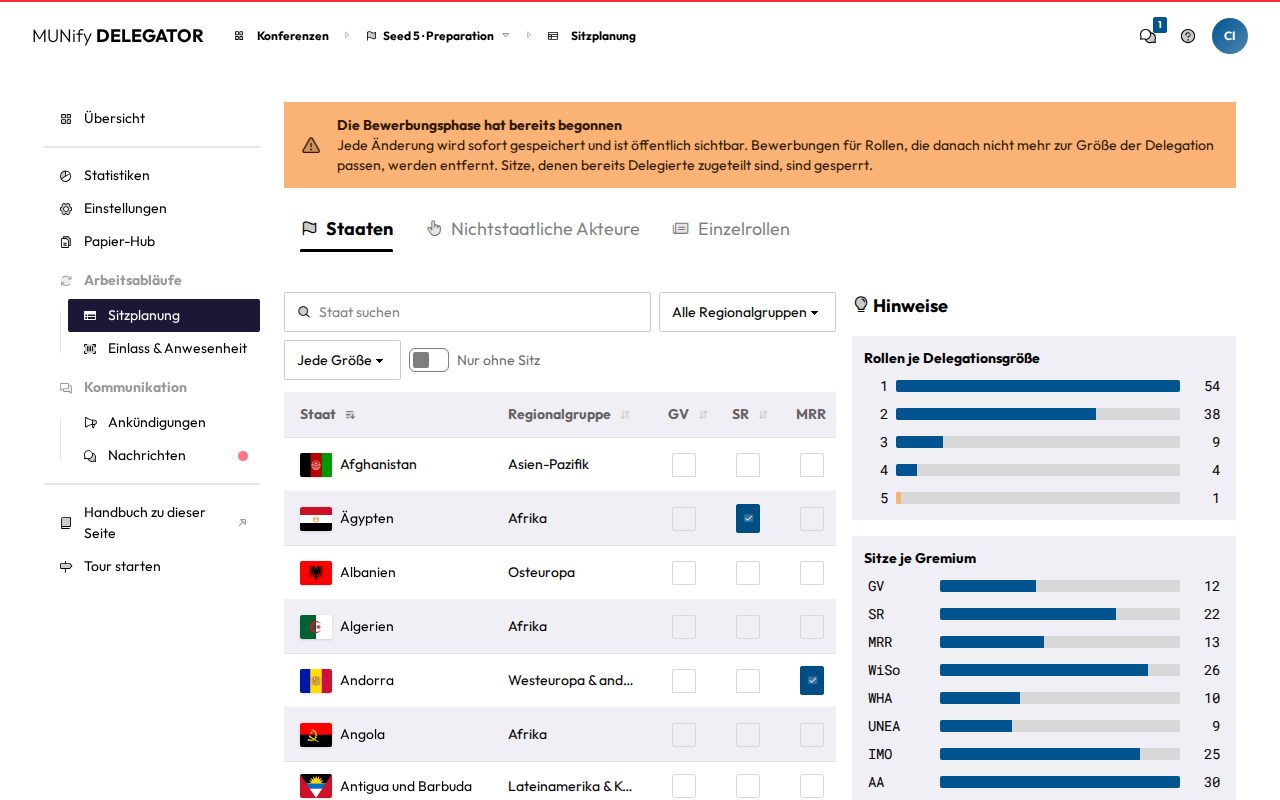 MUNify DELEGATOR
Konferenzen
Seed 5 · Preparation
Sitzplanung
1
CI
Übersicht
Statistiken
Einstellungen
Papier-Hub
Arbeitsabläufe
Sitzplanung
Einlass & Anwesenheit
Kommunikation
Ankündigungen
Nachrichten
Handbuch zu dieser
Seite
Tour starten
Die Bewerbungsphase hat bereits begonnen
Jede Änderung wird sofort gespeichert und ist öffentlich sichtbar. Bewerbungen für Rollen, die danach nicht mehr zur Größe der Delegation
passen, werden entfernt. Sitze, denen bereits Delegierte zugeteilt sind, sind gesperrt.
Staaten
Nichtstaatliche Akteure
Einzelrollen
Staat suchen
Alle Regionalgruppen
Jede Größe
Nur ohne Sitz
Staat Regionalgruppe GV SR MRR
Afghanistan Asien-Pazifik
Ägypten Afrika
Albanien Osteuropa
Algerien Afrika
Andorra Westeuropa & and...
Angola Afrika
Antigua und Barbuda Lateinamerika & K...
Hinweise
Rollen je Delegationsgröße
1 54
2 38
3 9
4 4
5 1
Sitze je Gremium
GV 12
SR 22
MRR 13
WiSo 26
WHA 10
UNEA 9
IMO 25
AA 30